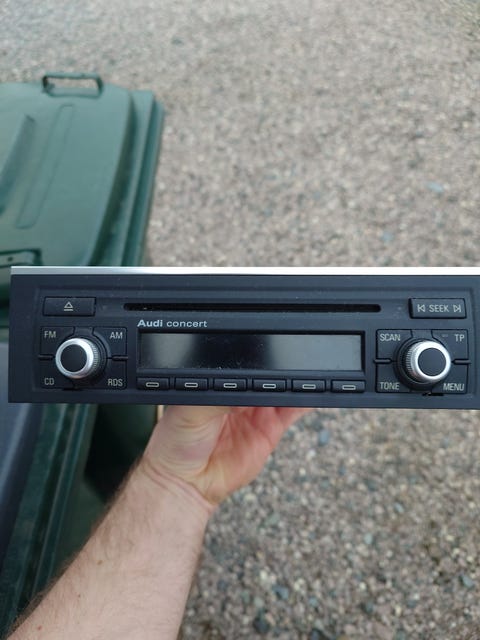 SEEK
Audi concert
FM AM
SCAN TP
CD RDS
TONE MENU